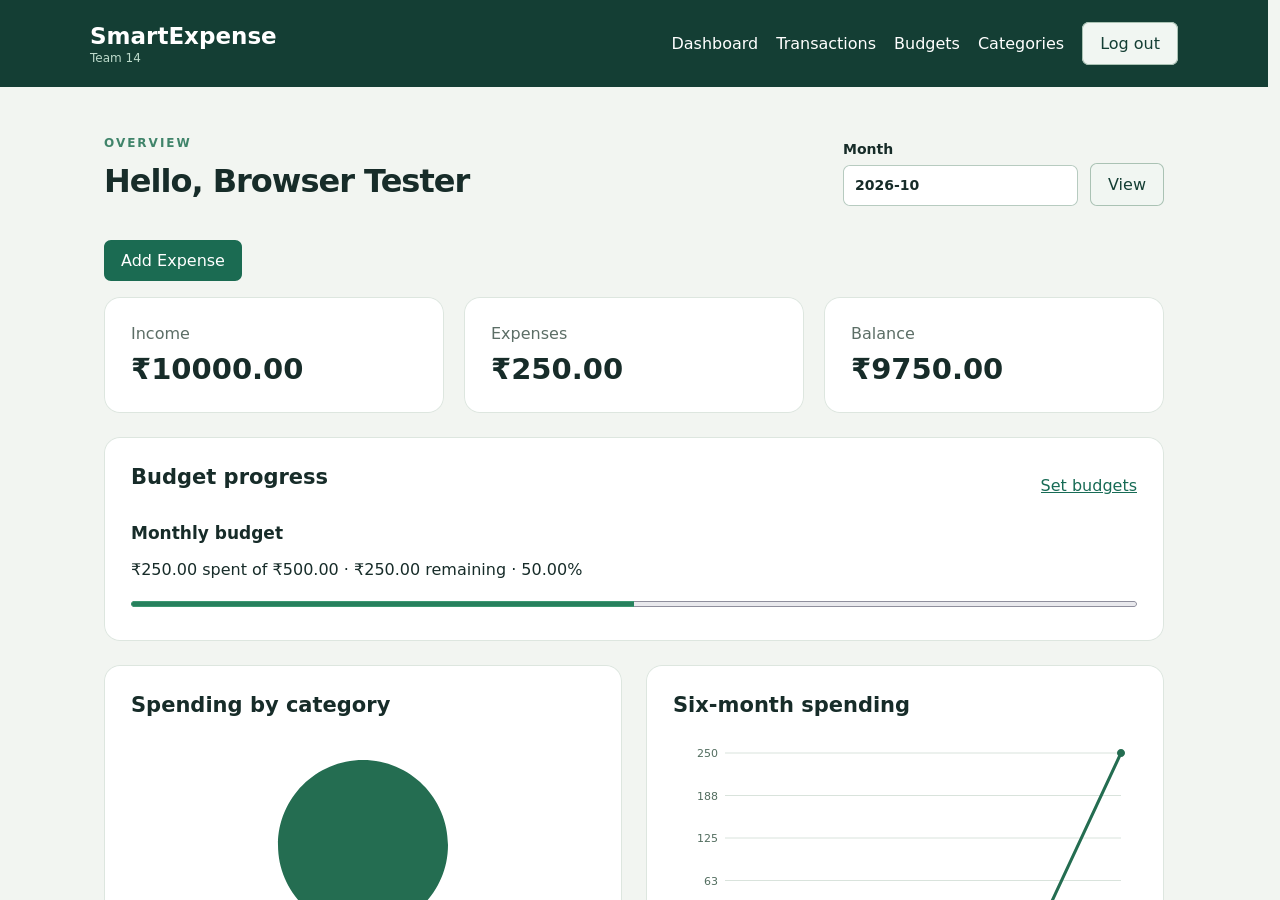 SmartExpense
Team 14
Dashboard Transactions Budgets Categories Log out
OVERVIEW
Hello, Browser Tester
Month
2026-10 View
Add Expense
Income
₹10000.00
Expenses
₹250.00
Balance
₹9750.00
Budget progress
Set budgets
Monthly budget
₹250.00 spent of ₹500.00 · ₹250.00 remaining · 50.00%
Spending by category
Six-month spending
250
188
125
63